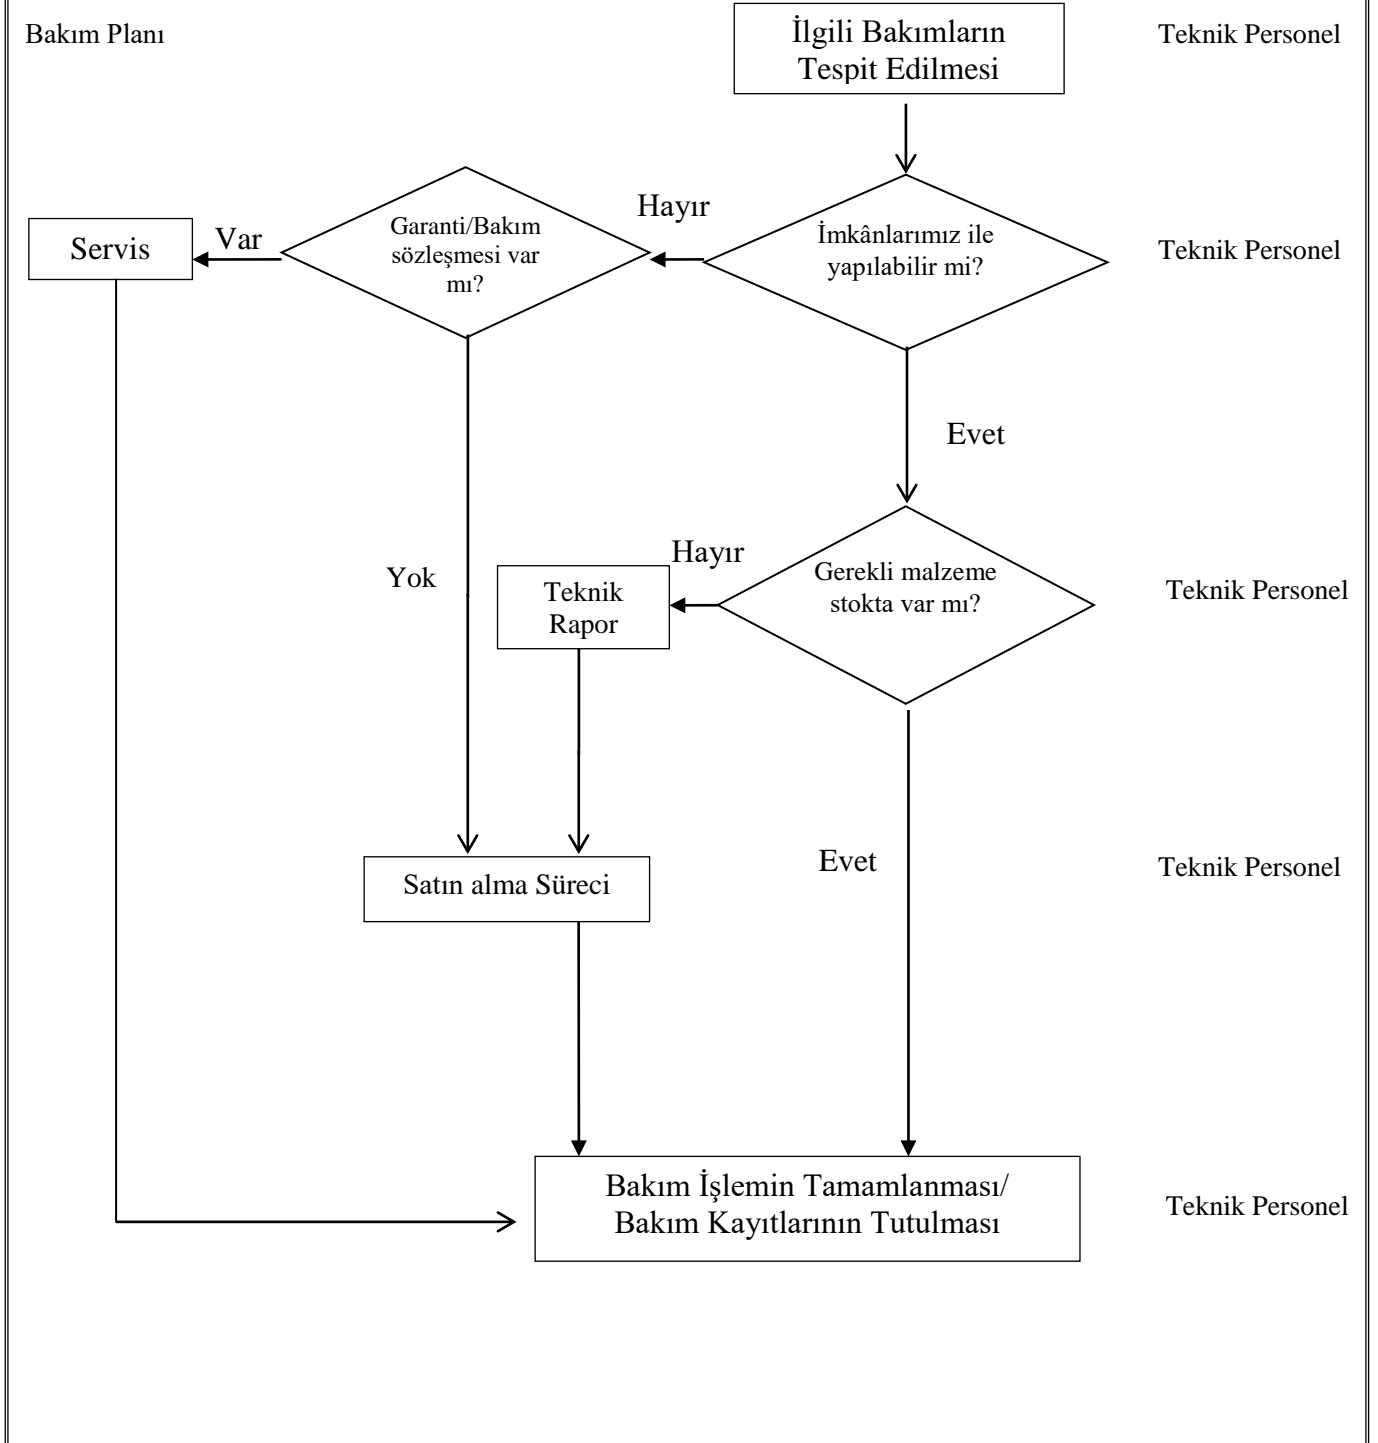 Bakım Planı
İlgili Bakımların
Tespit Edilmesi
Teknik Personel
Servis
Var
Garanti/Bakım
sözleşmesi var
mı?
Hayır
İmkânlarımız ile
yapılabilir mi?
Teknik Personel
Evet
Yok
Teknik
Rapor
Hayır
Gerekli malzeme
stokta var mı?
Teknik Personel
Satın alma Süreci
Evet
Teknik Personel
Bakım İşlemin Tamamlanması/
Bakım Kayıtlarının Tutulması
Teknik Personel